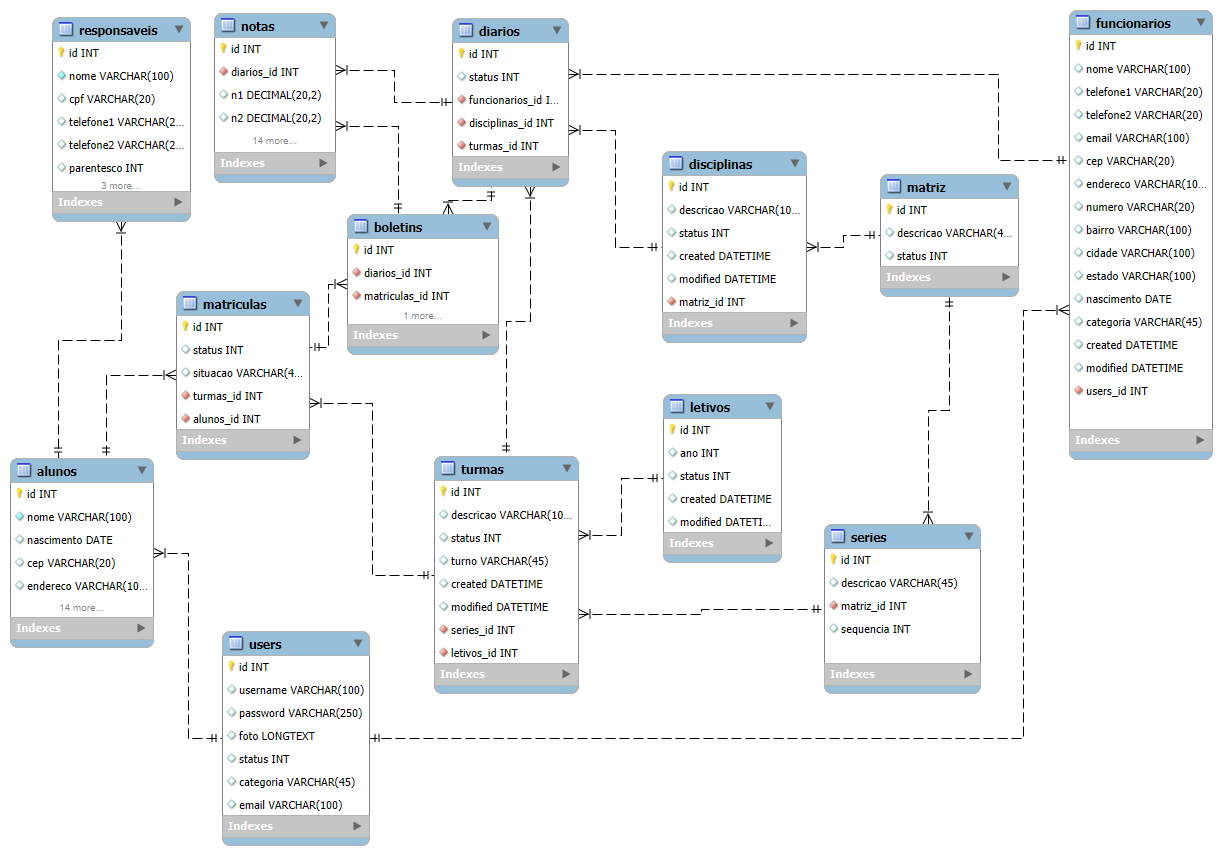 responsaveis
id INT
nome VARCHAR(100)
cpf VARCHAR(20)
telefone1 VARCHAR(2...
telefone2 VARCHAR(2...
parentesco INT
3 more...
Indexes
notas
id INT
diarios_id INT
n1 DECIMAL(20,2)
n2 DECIMAL(20,2)
14 more...
Indexes
diarios
id INT
status INT
funcionarios_id I...
disciplinas_id INT
turmas_id INT
Indexes
funcionarios
id INT
nome VARCHAR(100)
telefone1 VARCHAR(20)
telefone2 VARCHAR(20)
email VARCHAR(100)
cep VARCHAR(20)
endereco VARCHAR(10...
numero VARCHAR(20)
bairro VARCHAR(100)
cidade VARCHAR(100)
estado VARCHAR(100)
nascimento DATE
categoria VARCHAR(45)
created DATETIME
modified DATETIME
users_id INT
Indexes
disciplinas
id INT
descricao VARCHAR(10...
status INT
created DATETIME
modified DATETIME
matriz_id INT
Indexes
matriz
id INT
descricao VARCHAR(4...
status INT
Indexes
boletins
id INT
diarios_id INT
matriculas_id INT
1 more...
Indexes
matriculas
id INT
status INT
situacao VARCHAR(4...
turmas_id INT
alunos_id INT
Indexes
letivos
id INT
ano INT
status INT
created DATETIME
modified DATETI...
Indexes
alunos
id INT
nome VARCHAR(100)
nascimento DATE
cep VARCHAR(20)
endereco VARCHAR(10...
14 more...
Indexes
turmas
id INT
descricao VARCHAR(10...
status INT
turno VARCHAR(45)
created DATETIME
modified DATETIME
series_id INT
letivos_id INT
Indexes
series
id INT
descricao VARCHAR(45)
matriz_id INT
sequencia INT
Indexes
users
id INT
username VARCHAR(100)
password VARCHAR(250)
foto LONGTEXT
status INT
categoria VARCHAR(45)
email VARCHAR(100)
Indexes